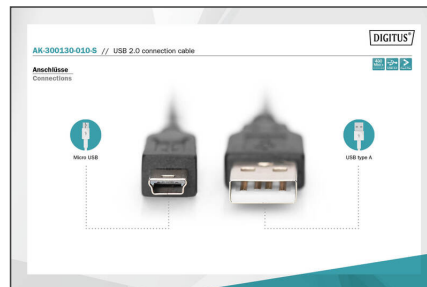 DIGITUS®
AK-300130-010-S // USB 2.0 connection cable
Anschlüsse
Connections
Micro USB
USB type A